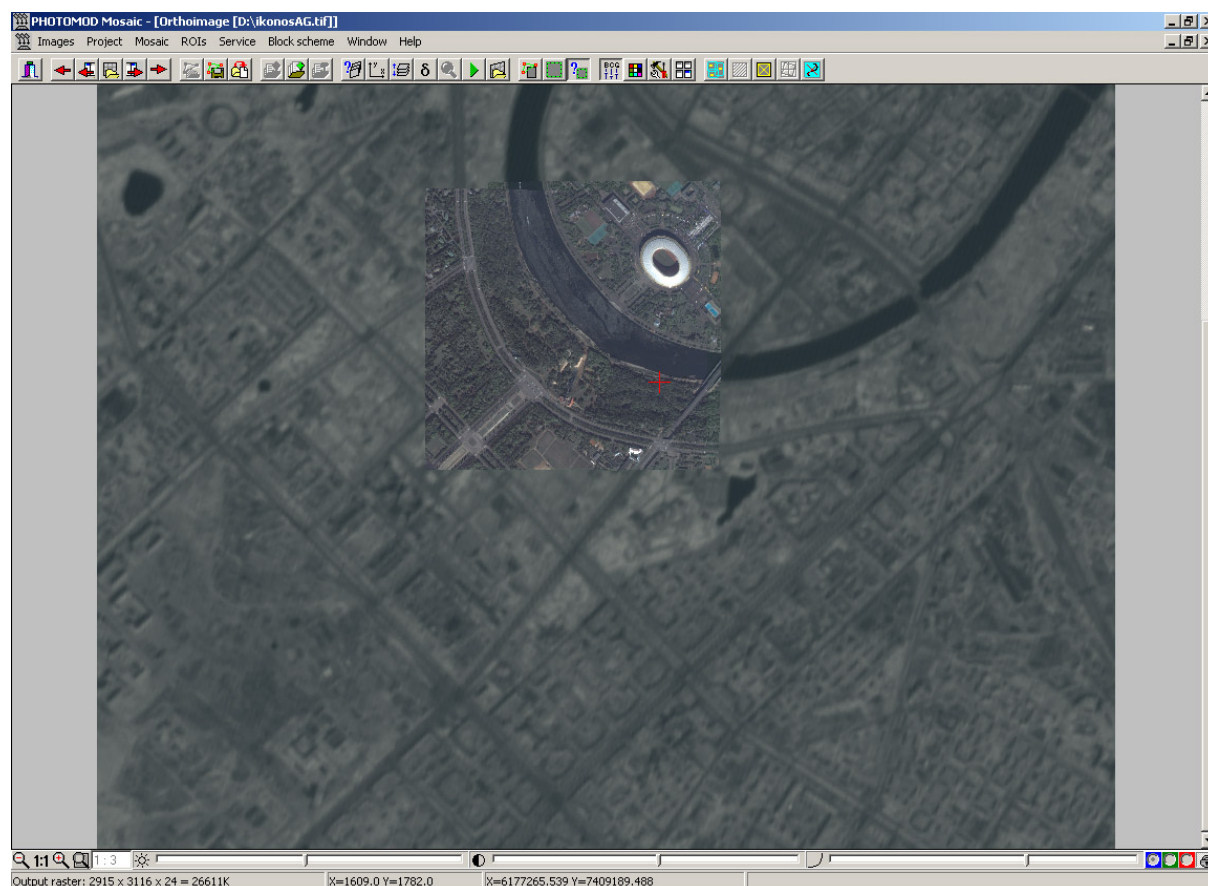 PHOTOMOD Mosaic - [Orthoimage [D:\ikonosAG.tif]]
Images Project Mosaic ROIs Service Block scheme Window Help
1:1 1 : 3
Output raster: 2915 x 3116 x 24 = 26611K X=1609.0 Y=1782.0 X=6177265.539 Y=7409189.488